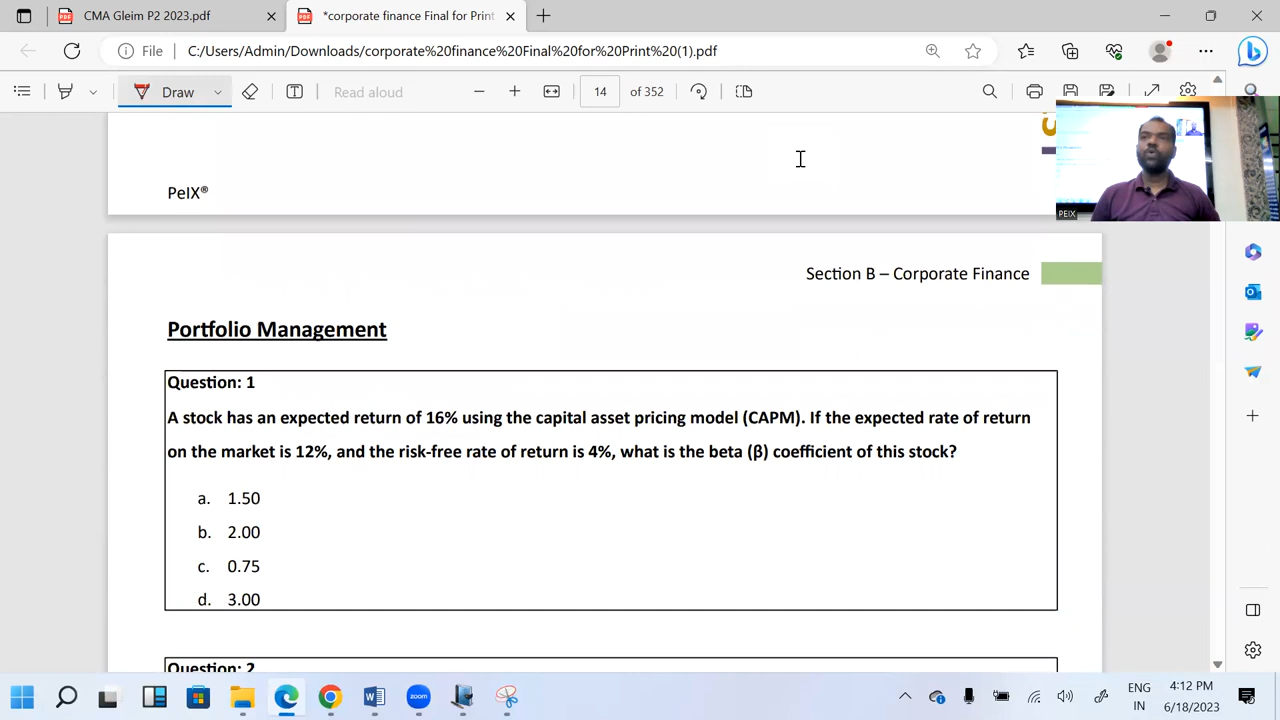 CMA Gleim P2 2023.pdf
*corporate finance Final for Print
File
C:/Users/Admin/Downloads/corporate%20finance%20Final%20for%20Print%20(1).pdf
Draw
Read aloud
14
of 352
PEIX
PeIX®
Section B – Corporate Finance
Portfolio Management
Question: 1
A stock has an expected return of 16% using the capital asset pricing model (CAPM). If the expected rate of return
on the market is 12%, and the risk-free rate of return is 4%, what is the beta (β) coefficient of this stock?
a. 1.50
b. 2.00
c. 0.75
d. 3.00
Question: 2
zoom
ENG
IN
4:12 PM
6/18/2023